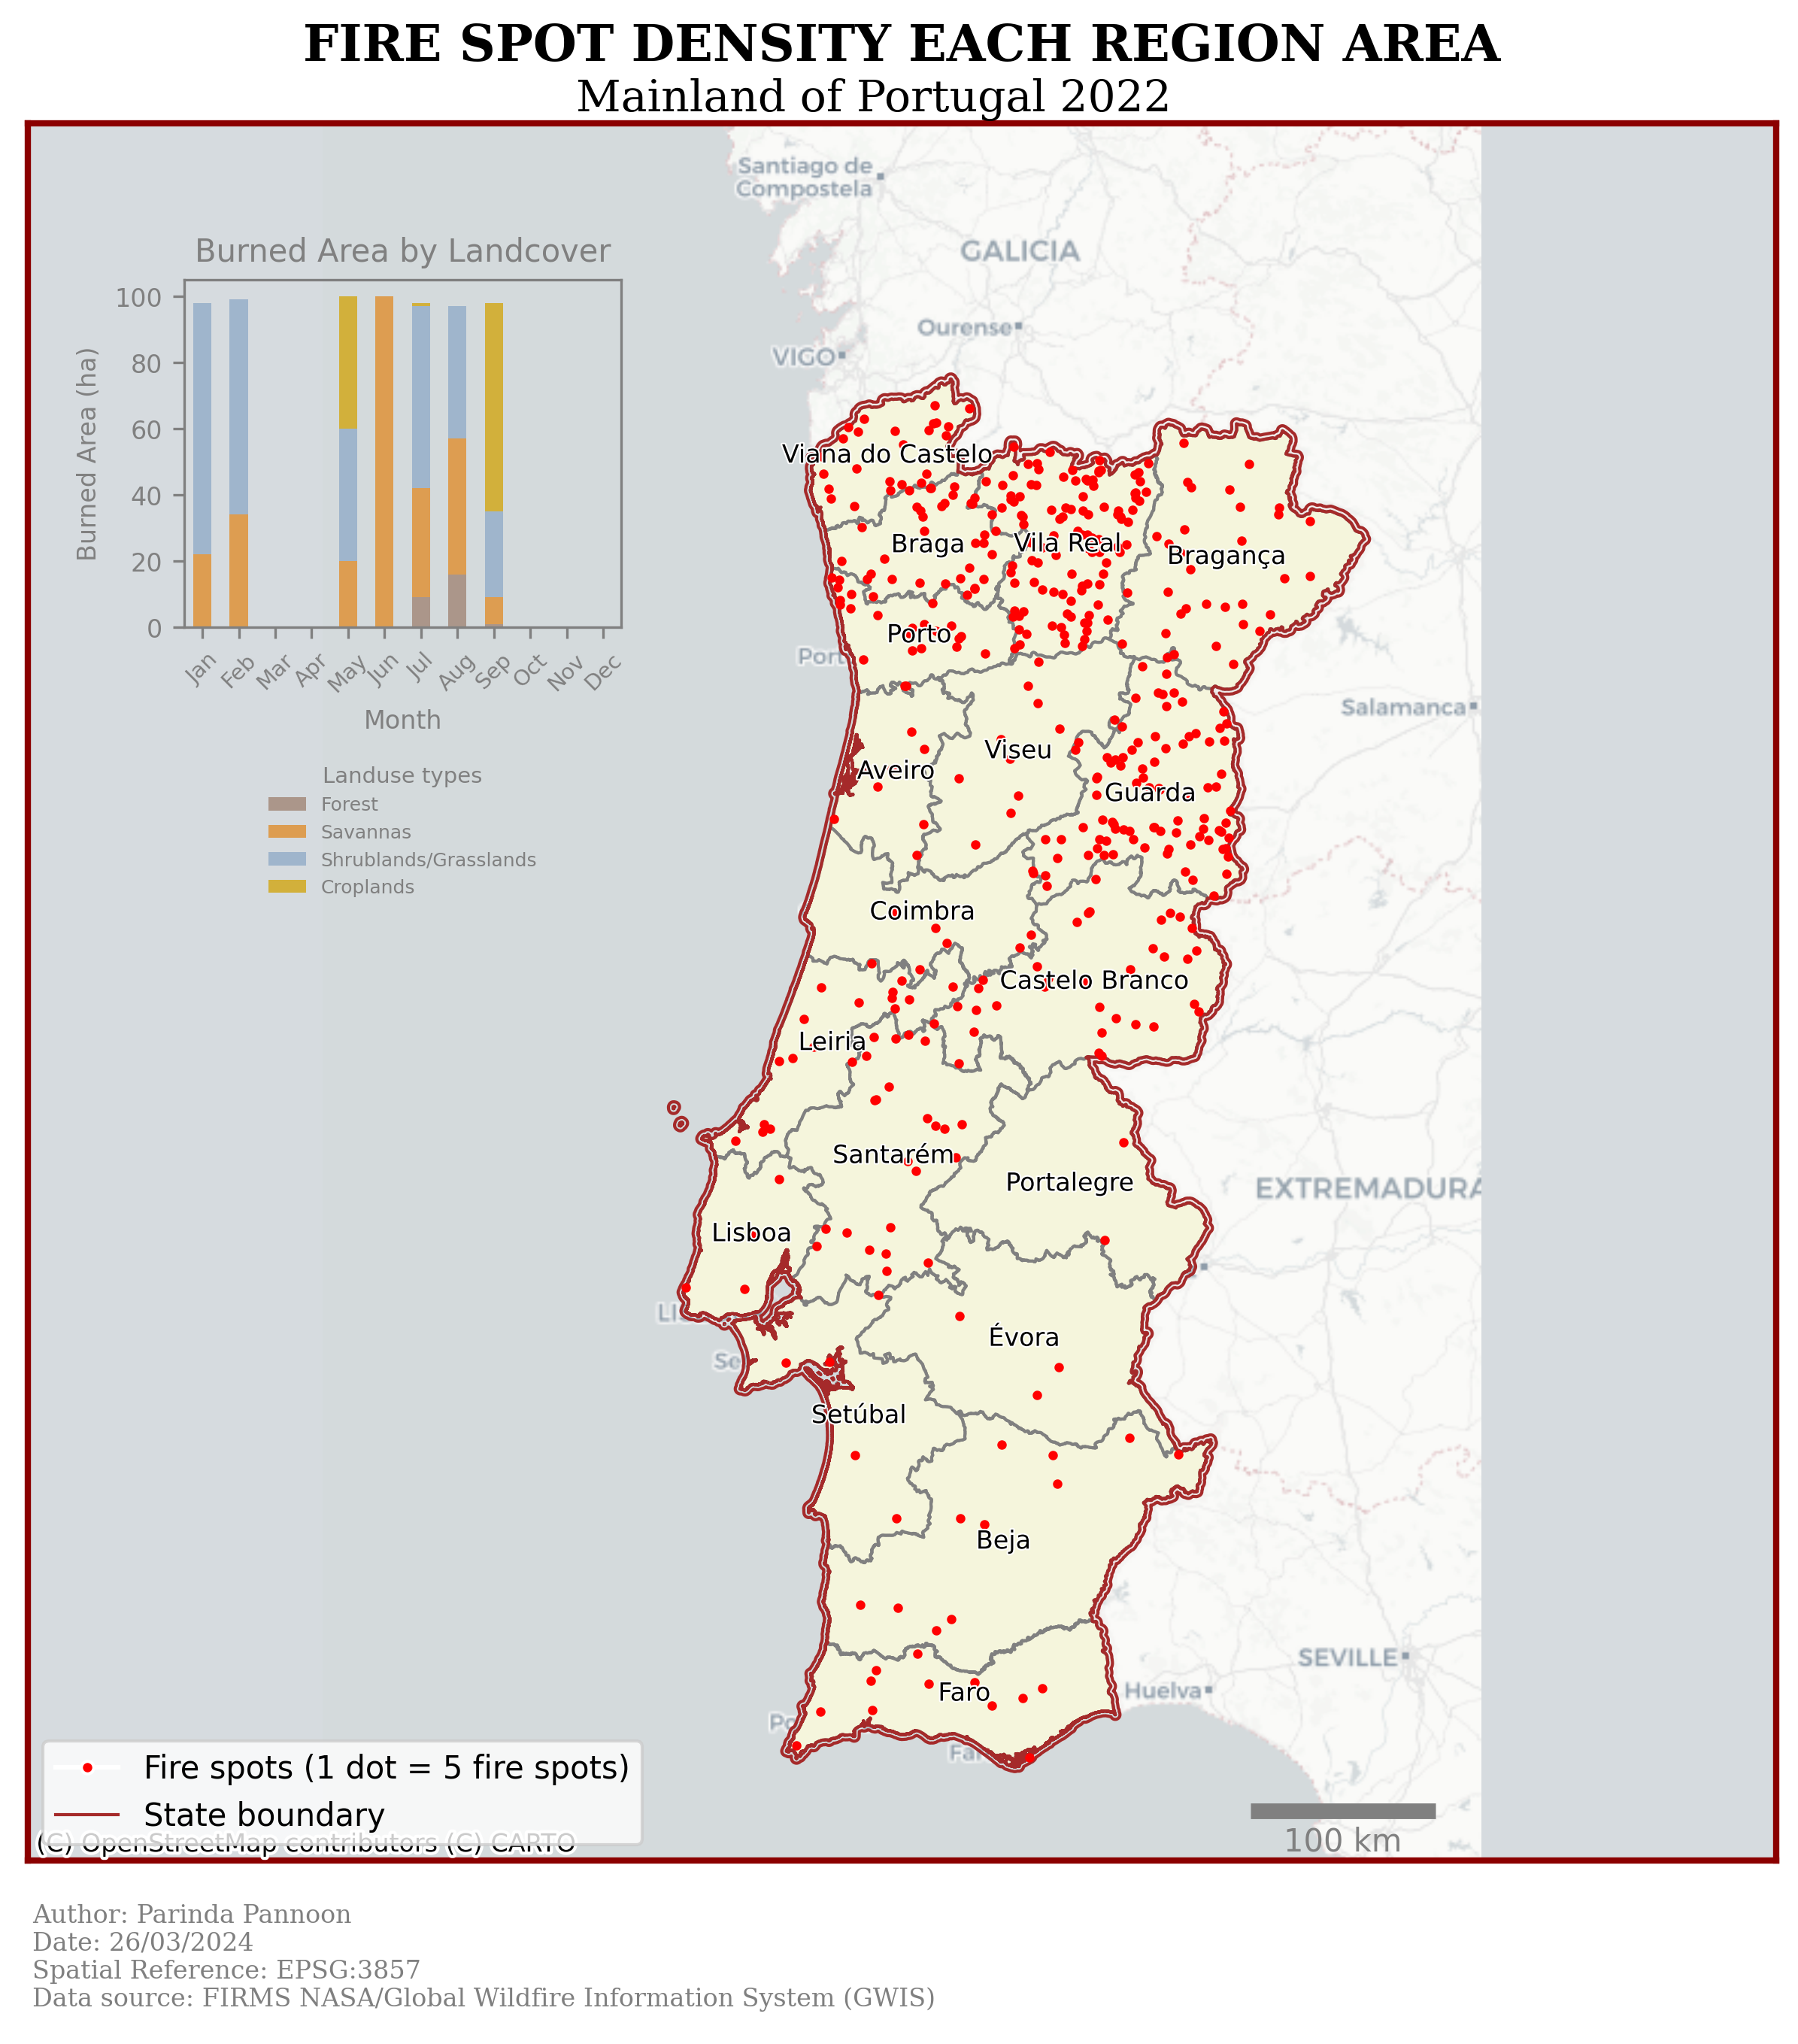 FIRE SPOT DENSITY EACH REGION AREA
Mainland of Portugal 2022
Santiago de
Compostela
GALICIA
Ourense
VIGO
Burned Area by Landcover
Burned Area (ha)
100
80
60
40
20
0
Jan
Feb
Mar
Apr
May
Jun
Jul
Aug
Sep
Oct
Nov
Dec
Month
Landuse types
Forest
Savannas
Shrublands/Grasslands
Croplands
Viana do Castelo
Braga
Vila Real
Bragança
Porto
Port
Salamanca
Viseu
Aveiro
Guarda
Coimbra
Castelo Branco
Leiria
Santarém
Portalegre
EXTREMADURA
Lisboa
Évora
Setúbal
Beja
SEVILLE
Faro
Huelva
Fire spots (1 dot = 5 fire spots)
State boundary
(C) OpenStreetMap contributors (C) CARTO
100 km
Author: Parinda Pannoon
Date: 26/03/2024
Spatial Reference: EPSG:3857
Data source: FIRMS NASA/Global Wildfire Information System (GWIS)